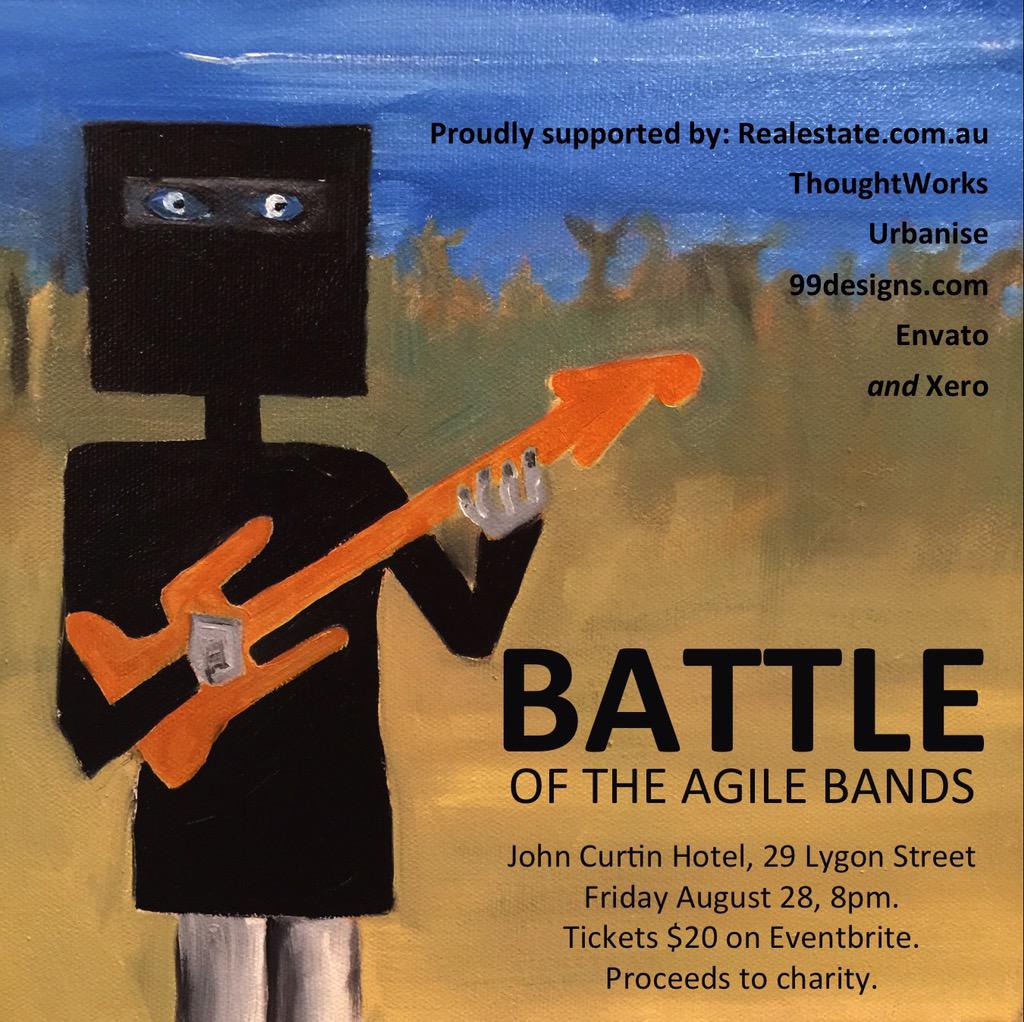 Proudly supported by: Realestate.com.au
ThoughtWorks
Urbanise
99designs.com
Envato
and Xero
BATTLE
OF THE AGILE BANDS
John Curtin Hotel, 29 Lygon Street
Friday August 28, 8pm.
Tickets $20 on Eventbrite.
Proceeds to charity.